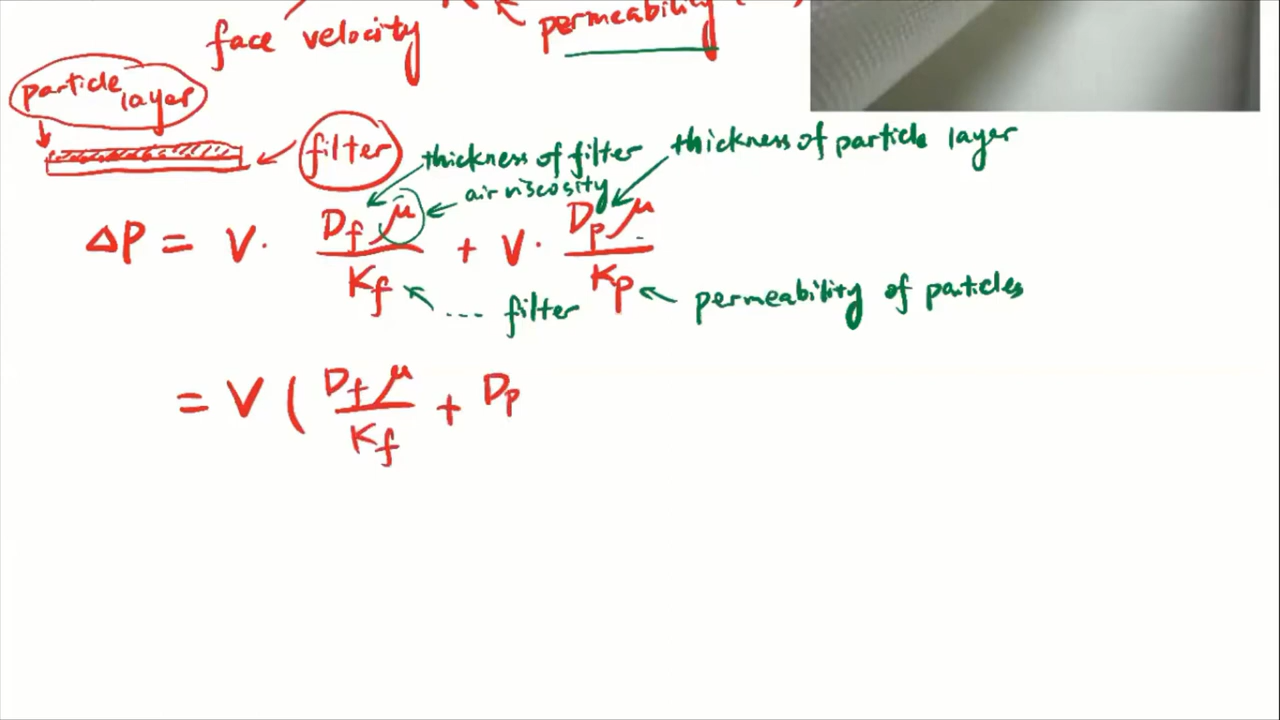 face velocity permeability
particle layer
filter
thickness of filter
thickness of particle layer
air viscosity
ΔP = V· Df μ / Kf + V· Dp μ / Kp
.... filter
permeability of particles
= V ( Df μ / Kf + Dp